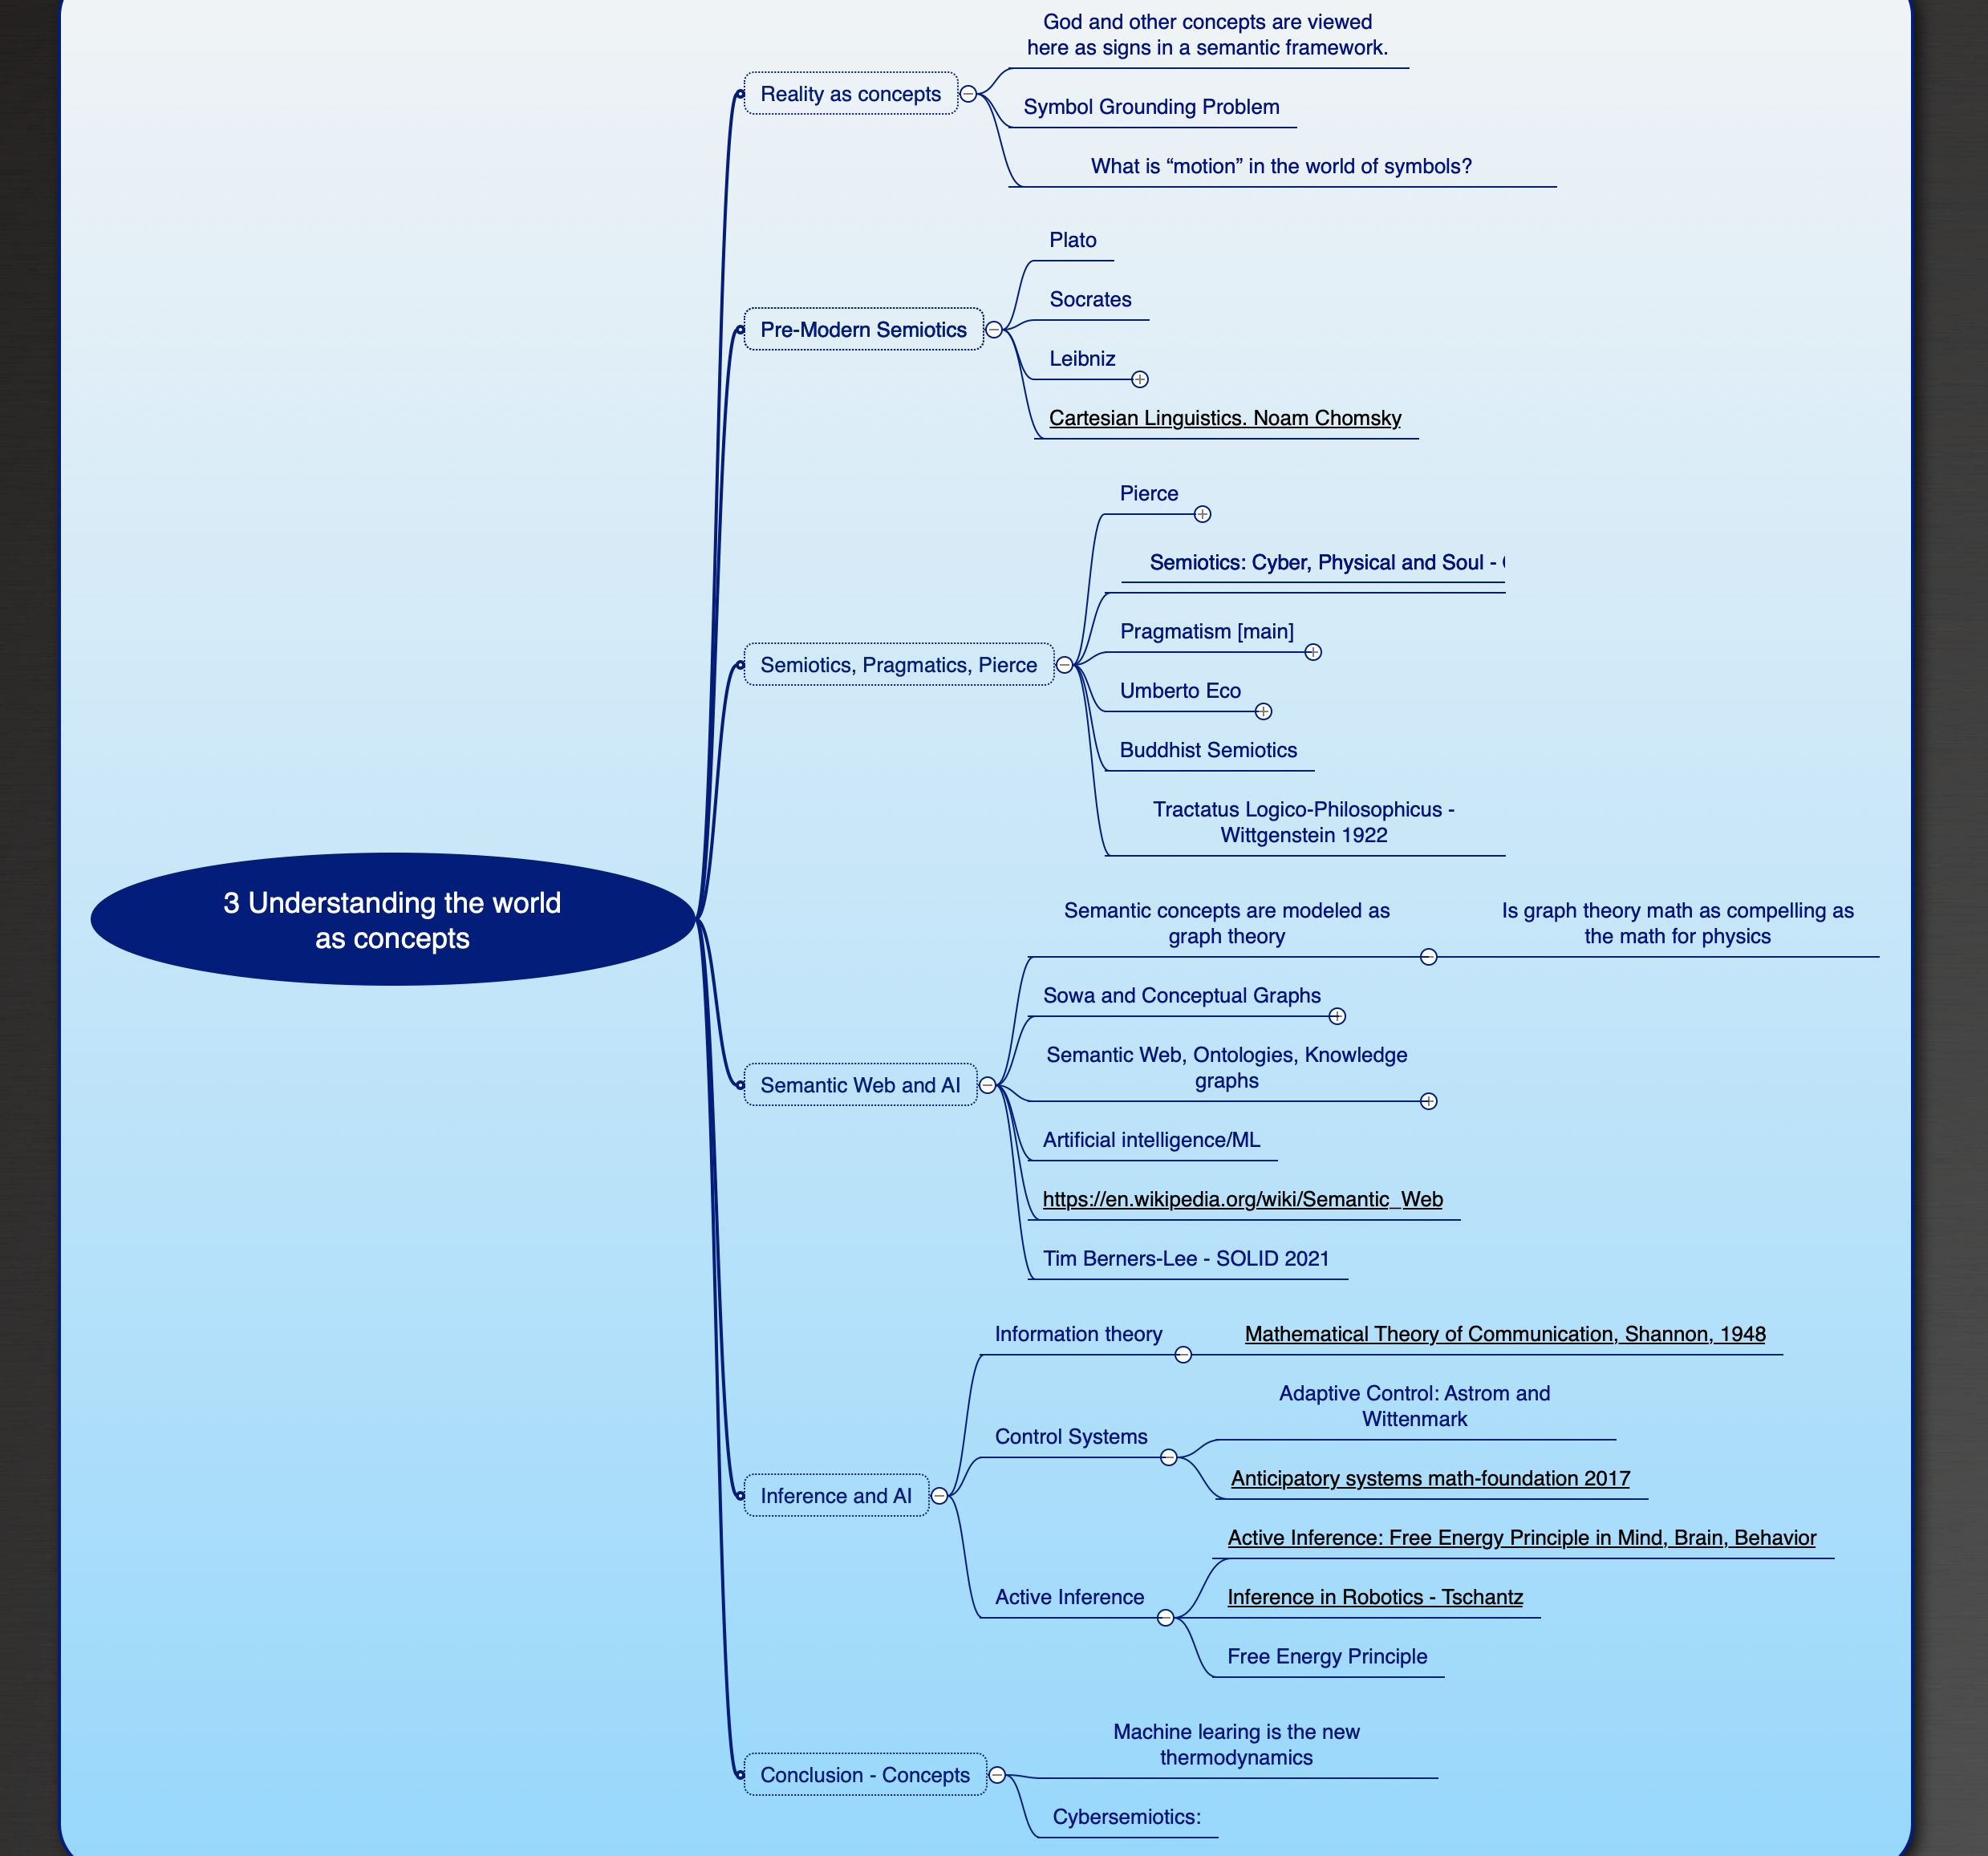 God and other concepts are viewed
here as signs in a semantic framework.
Reality as concepts
Symbol Grounding Problem
What is “motion” in the world of symbols?
Plato
Socrates
Pre-Modern Semiotics
Leibniz
Cartesian Linguistics. Noam Chomsky
Pierce
Semiotics: Cyber, Physical and Soul -
Pragmatism [main]
Semiotics, Pragmatics, Pierce
Umberto Eco
Buddhist Semiotics
Tractatus Logico-Philosophicus -
Wittgenstein 1922
3 Understanding the world
as concepts
Semantic concepts are modeled as
graph theory
Is graph theory math as compelling as
the math for physics
Sowa and Conceptual Graphs
Semantic Web, Ontologies, Knowledge
graphs
Semantic Web and AI
Artificial intelligence/ML
https://en.wikipedia.org/wiki/Semantic_Web
Tim Berners-Lee - SOLID 2021
Information theory
Mathematical Theory of Communication, Shannon, 1948
Adaptive Control: Astrom and
Wittenmark
Control Systems
Anticipatory systems math-foundation 2017
Inference and AI
Active Inference: Free Energy Principle in Mind, Brain, Behavior
Active Inference
Inference in Robotics - Tschantz
Free Energy Principle
Machine learing is the new
thermodynamics
Conclusion - Concepts
Cybersemiotics: